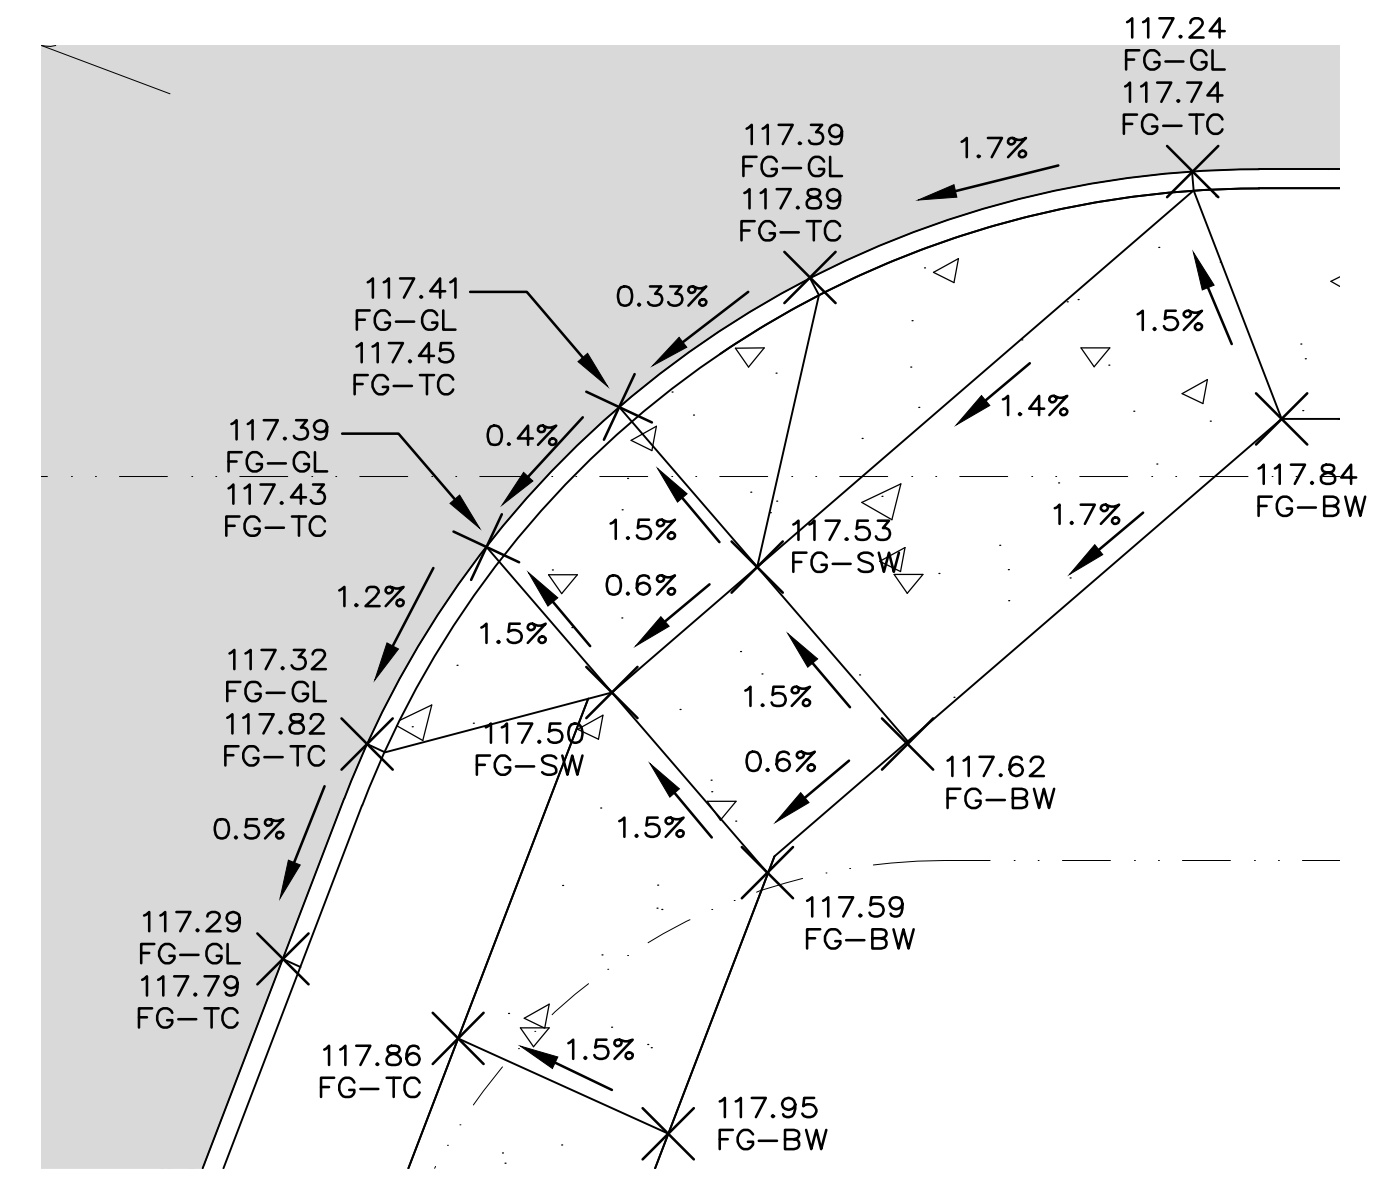 117.24
FG-GL
117.74
FG-TC
117.39
FG-GL
117.89
FG-TC
1.7%
117.41
FG-GL
117.45
FG-TC
0.33%
1.5%
1.4%
117.39
FG-GL
117.43
FG-TC
0.4%
117.84
FG-BW
1.7%
1.5%
117.53
FG-SW
0.6%
1.2%
1.5%
117.32
FG-GL
117.82
FG-TC
117.50
FG-SW
1.5%
0.6%
117.62
FG-BW
0.5%
1.5%
117.29
FG-GL
117.79
FG-TC
117.59
FG-BW
117.86
FG-TC
1.5%
117.95
FG-BW